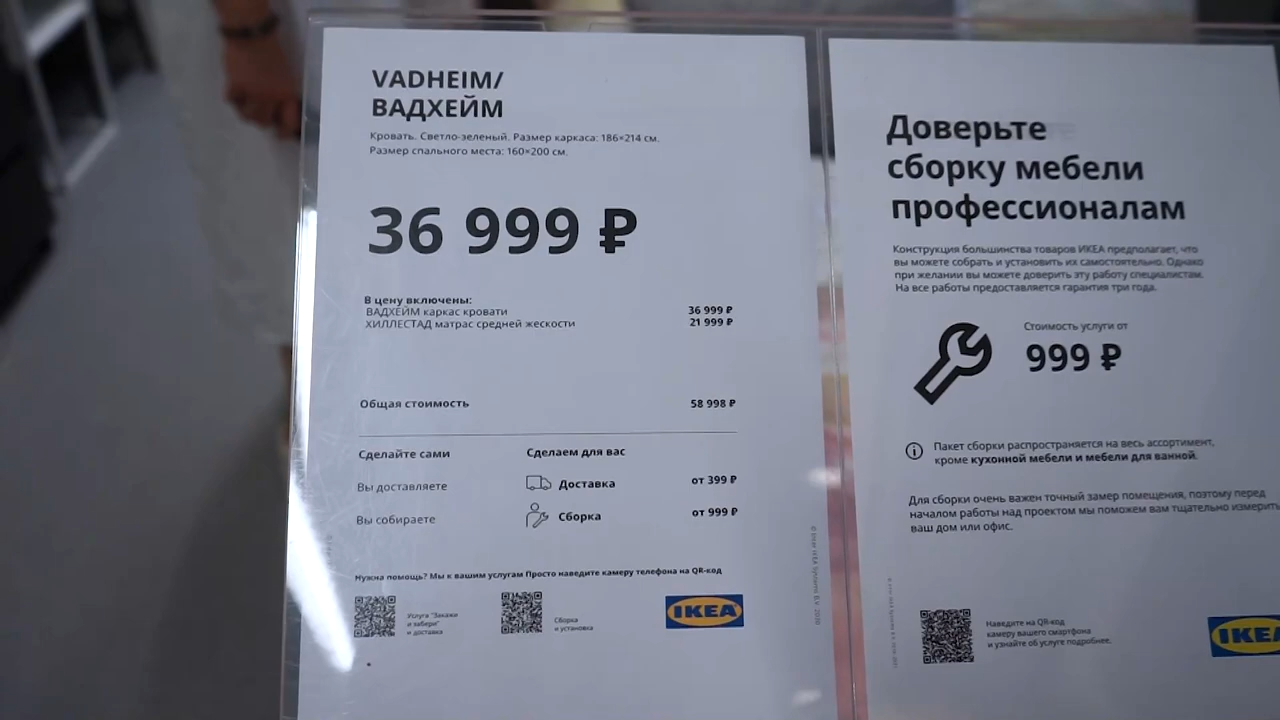 VADHEIM/
ВАДХЕЙМ
Кровать. Светло-зеленый. Размер каркаса: 186×214 см.
Размер спального места: 160×200 см.
36 999 ₽
В цену включены:
ВАДХЕЙМ каркас кровати 36 999 ₽
ХИЛЛЕСТАД матрас средней жескости 21 999 ₽
Общая стоимость 58 998 ₽
Сделайте сами Сделаем для вас
Вы доставляете Доставка от 399 ₽
Вы собираете Сборка от 999 ₽
Нужна помощь? Мы к вашим услугам Просто наведите камеру телефона на QR-код
Услуга "Закажи
и забери"
и доставка
Сборка
и установка
IKEA
Доверьте
сборку мебели
профессионалам
Конструкция большинства товаров ИКЕА предполагает, что
вы можете собрать и установить их самостоятельно. Однако
при желании вы можете доверить эту работу специалистам.
На все работы предоставляется гарантия три года.
Стоимость услуги от
999 ₽
Пакет сборки распространяется на весь ассортимент,
кроме кухонной мебели и мебели для ванной.
Для сборки очень важен точный замер помещения, поэтому перед
началом работы над проектом мы поможем вам тщательно измерить
ваш дом или офис.
Наведите на QR-код
камеру вашего смартфона
и узнайте об услуге подробнее.
IKEA